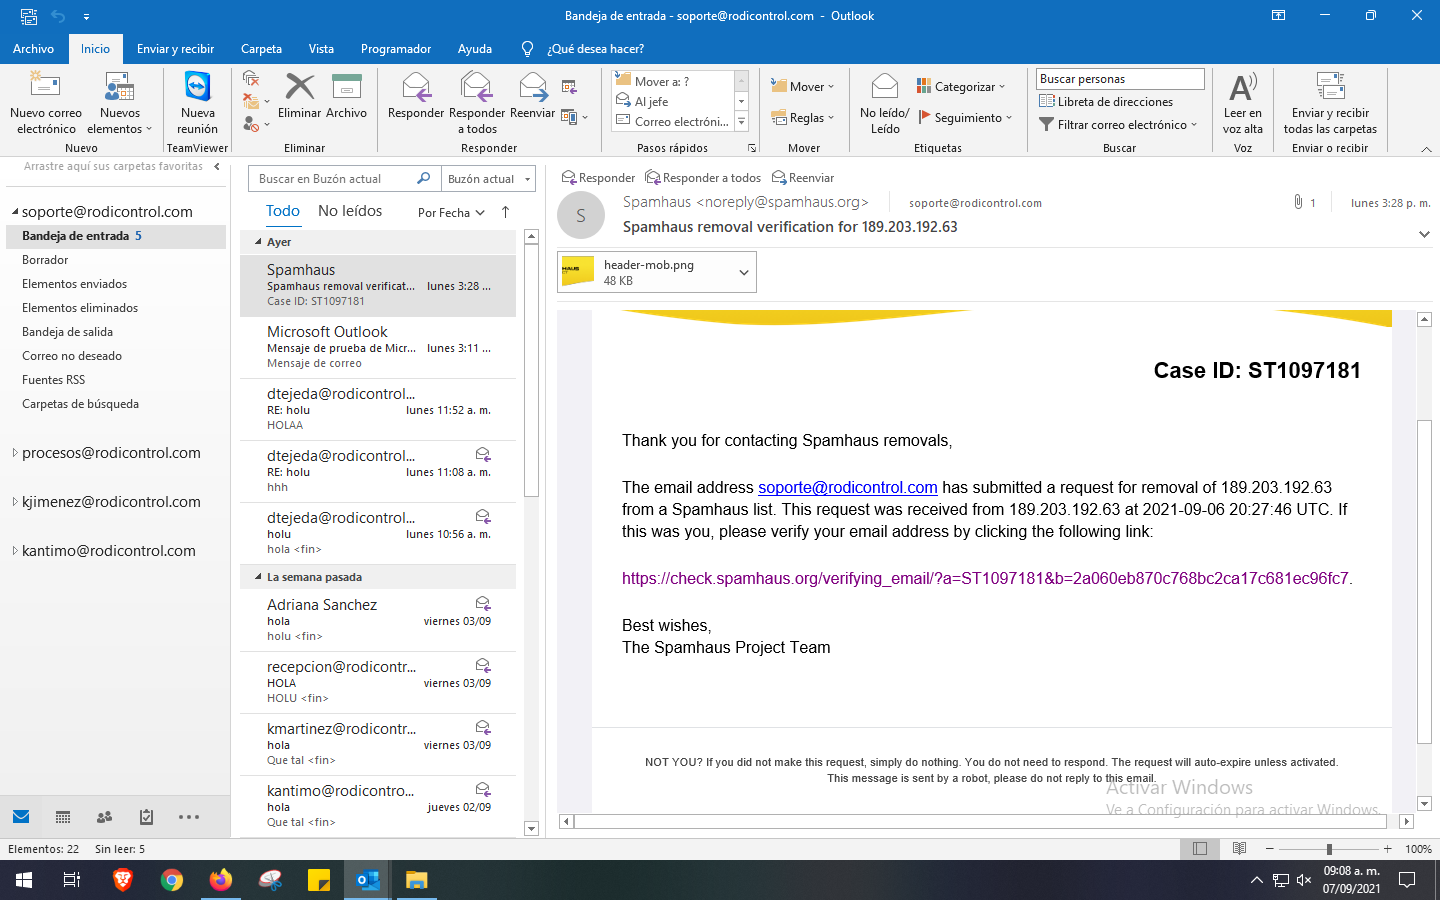 Bandeja de entrada - soporte@rodicontrol.com - Outlook
Archivo Inicio Enviar y recibir Carpeta Vista Programador Ayuda ¿Qué desea hacer?
Nuevo correo electrónico
Nuevos elementos
Nuevo
Nueva reunión
TeamViewer
Eliminar Archivo
Eliminar
Responder
Responder a todos
Reenviar
Responder
Mover a: ?
Al jefe
Correo electróni...
Pasos rápidos
Mover
Reglas
Mover
No leído/ Leído
Categorizar
Seguimiento
Etiquetas
Buscar personas
Libreta de direcciones
Filtrar correo electrónico
Buscar
Leer en voz alta
Voz
Enviar y recibir todas las carpetas
Enviar o recibir
Arrastre aquí sus carpetas favoritas
soporte@rodicontrol.com
Bandeja de entrada 5
Borrador
Elementos enviados
Elementos eliminados
Bandeja de salida
Correo no deseado
Fuentes RSS
Carpetas de búsqueda
procesos@rodicontrol.com
kjimenez@rodicontrol.com
kantimo@rodicontrol.com
Buscar en Buzón actual Buzón actual
Todo No leídos Por Fecha
Ayer
Spamhaus
Spamhaus removal verificat... lunes 3:28 ...
Case ID: ST1097181
Microsoft Outlook
Mensaje de prueba de Micr... lunes 3:11 ...
Mensaje de correo
dtejeda@rodicontrol...
RE: holu lunes 11:52 a. m.
HOLAA
dtejeda@rodicontrol...
RE: holu lunes 11:08 a. m.
hhh
dtejeda@rodicontrol...
holu lunes 10:56 a. m.
hola <fin>
La semana pasada
Adriana Sanchez
hola viernes 03/09
holu <fin>
recepcion@rodicontr...
HOLA viernes 03/09
HOLU <fin>
kmartinez@rodicontr...
hola viernes 03/09
Que tal <fin>
kantimo@rodicontro...
hola jueves 02/09
Que tal <fin>
Responder Responder a todos Reenviar
S
Spamhaus <noreply@spamhaus.org> soporte@rodicontrol.com 1 lunes 3:28 p. m.
Spamhaus removal verification for 189.203.192.63
header-mob.png
48 KB
Case ID: ST1097181
Thank you for contacting Spamhaus removals,
The email address soporte@rodicontrol.com has submitted a request for removal of 189.203.192.63
from a Spamhaus list. This request was received from 189.203.192.63 at 2021-09-06 20:27:46 UTC. If
this was you, please verify your email address by clicking the following link:
https://check.spamhaus.org/verifying_email/?a=ST1097181&b=2a060eb870c768bc2ca17c681ec96fc7.
Best wishes,
The Spamhaus Project Team
NOT YOU? If you did not make this request, simply do nothing. You do not need to respond. The request will auto-expire unless activated.
This message is sent by a robot, please do not reply to this email.
Activar Windows
Ve a Configuración para activar Windows.
Elementos: 22 Sin leer: 5 100%
09:08 a. m.
07/09/2021